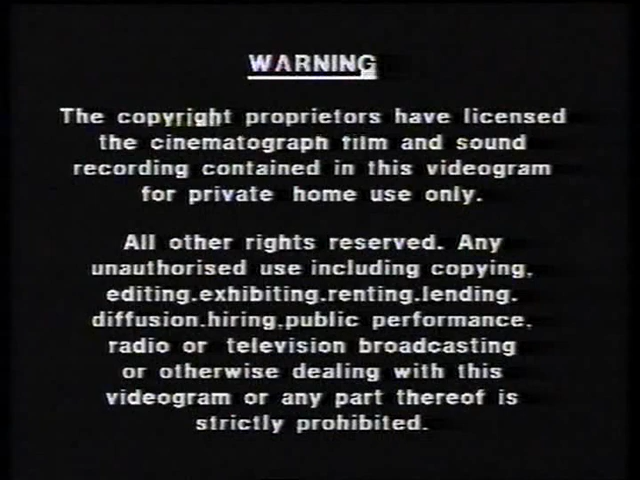 WARNING
The copyright proprietors have licensed
the cinematograph film and sound
recording contained in this videogram
for private home use only.
All other rights reserved. Any
unauthorised use including copying,
editing,exhibiting,renting,lending,
diffusion,hiring,public performance,
radio or television broadcasting
or otherwise dealing with this
videogram or any part thereof is
strictly prohibited.